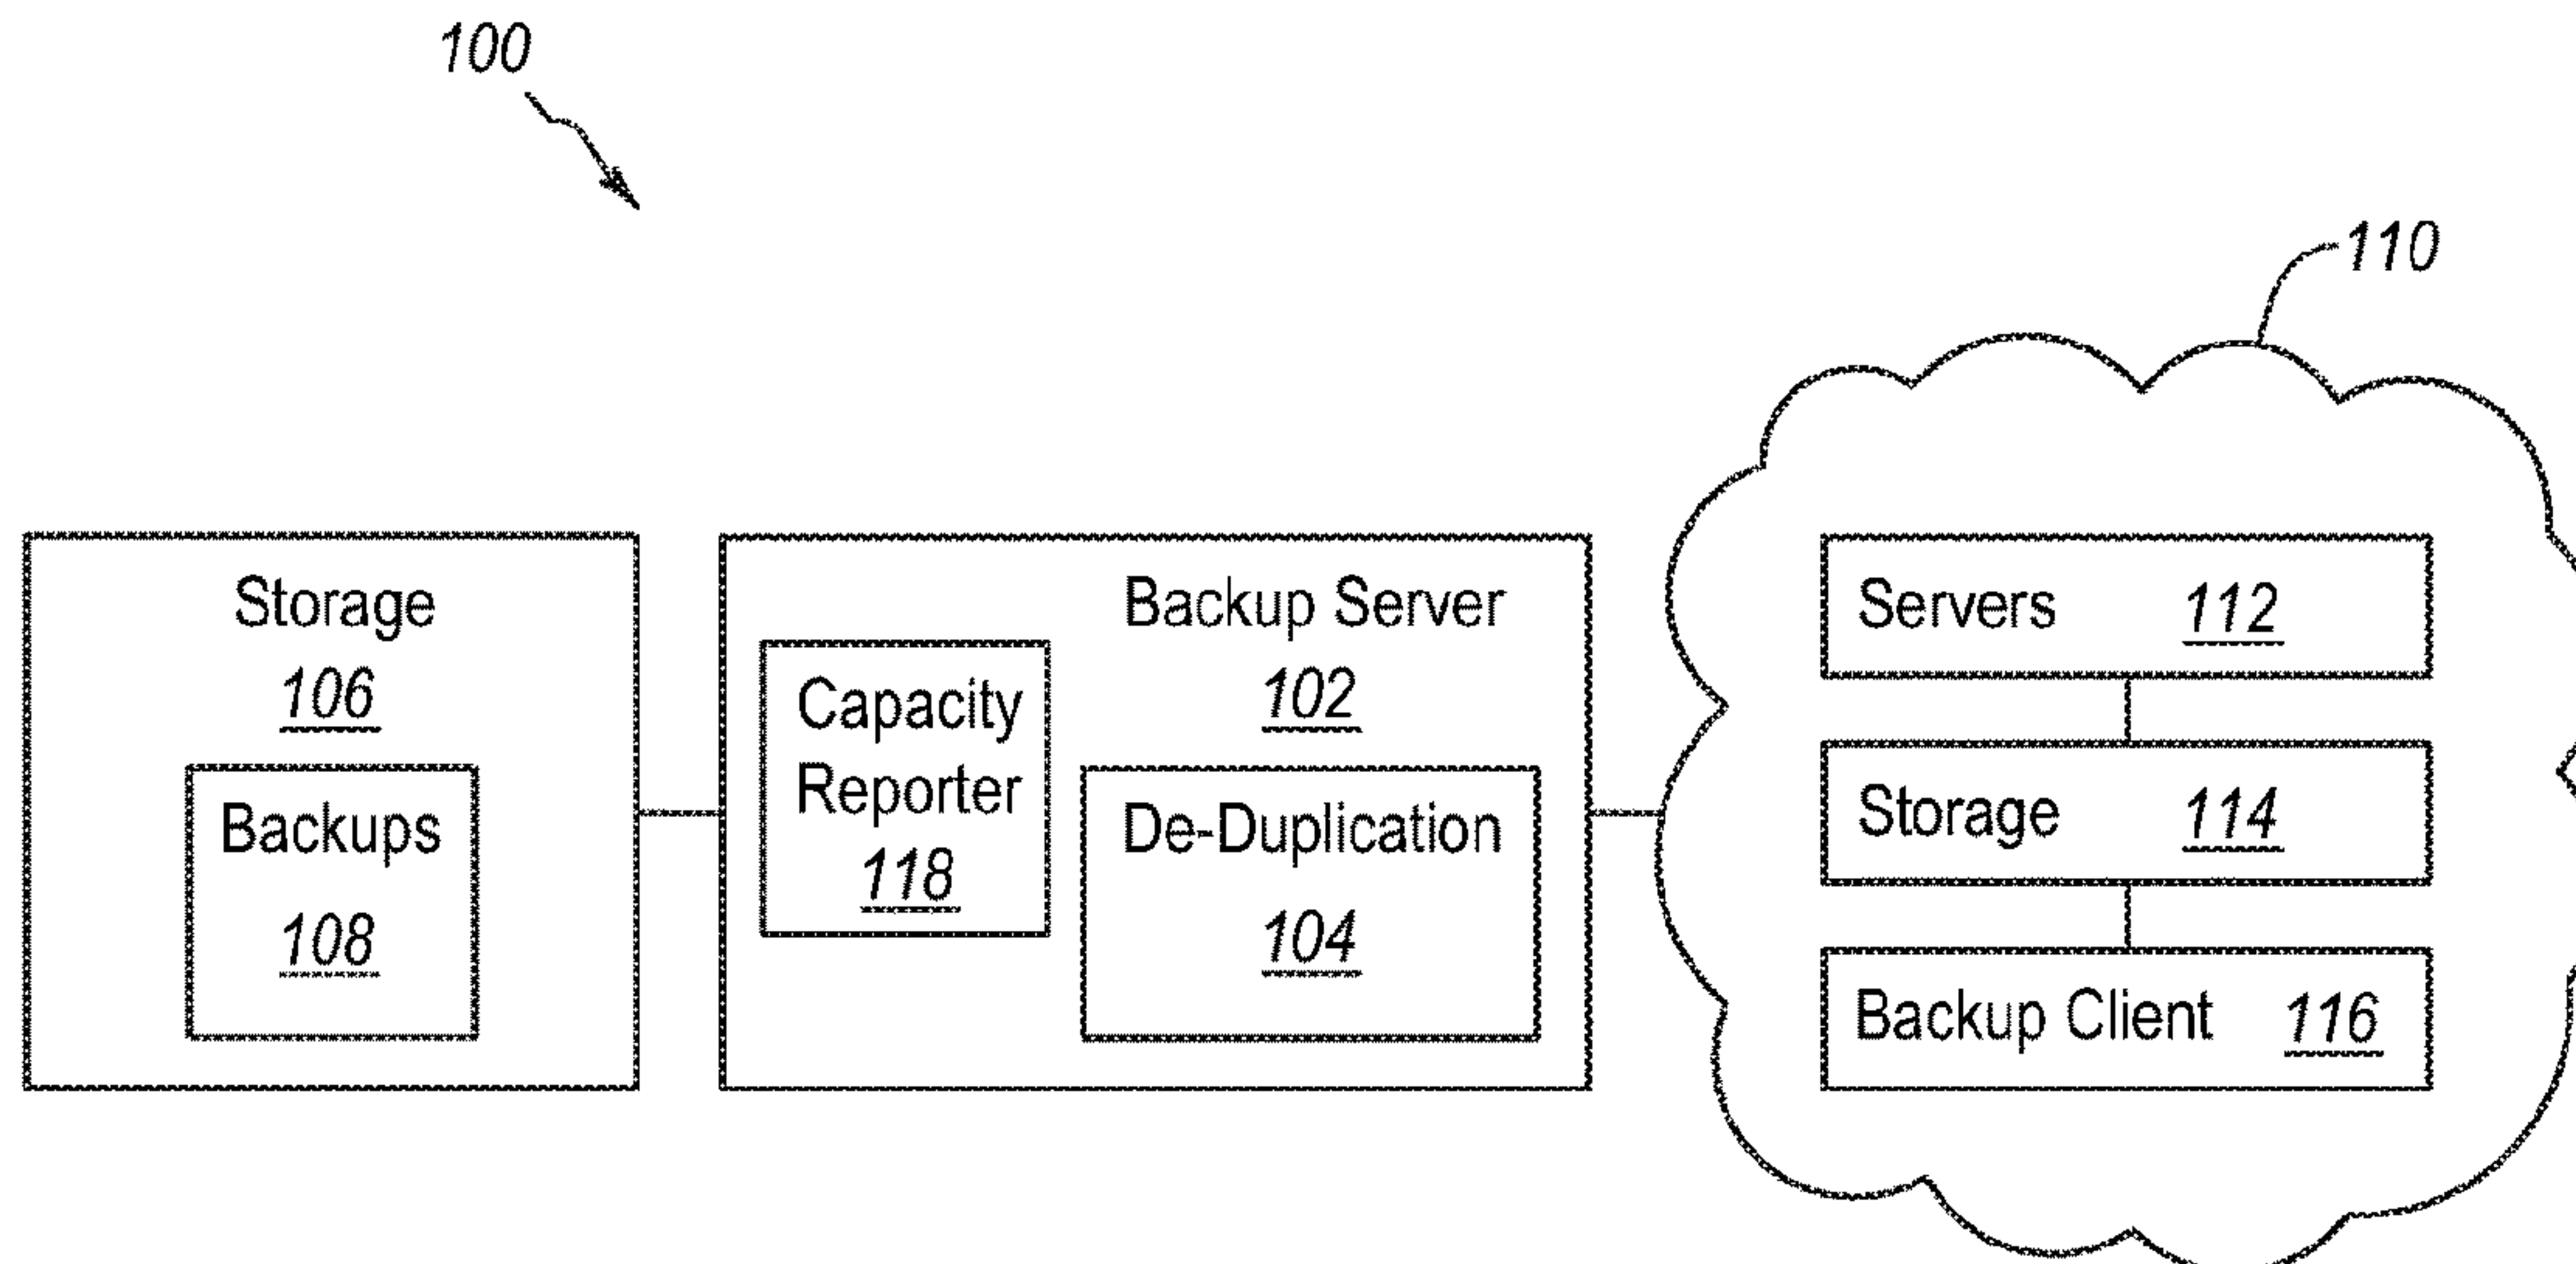 100
110
Storage
106
Backups
108
Backup Server
102
Capacity
Reporter
118
De-Duplication
104
Servers 112
Storage 114
Backup Client 116